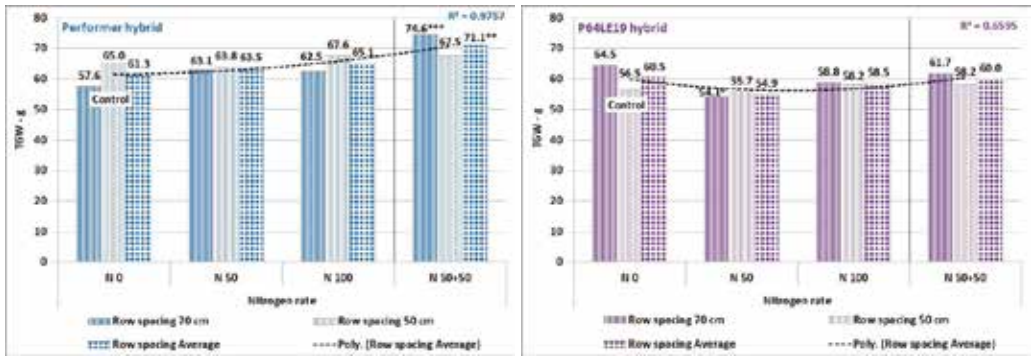 Performer hybrid
R² = 0.9757
TGW - g
80
70
60
50
40
30
20
10
0
57.6
65.0
61.3
63.1
63.8
63.5
62.5
67.6
65.1
74.6***
67.5
71.1**
Control
N 0
N 50
N 100
N 50+50
Nitrogen rate
Row spacing 70 cm
Row spacing 50 cm
Row spacing Average
Poly. (Row spacing Average)
P64LE19 hybrid
R² = 0.6595
TGW - g
80
70
60
50
40
30
20
10
0
64.5
56.5
60.5
54.1*
55.7
54.9
58.8
58.2
58.5
61.7
58.2
60.0
Control
N 0
N 50
N 100
N 50+50
Nitrogen rate
Row spacing 70 cm
Row spacing 50 cm
Row spacing Average
Poly. (Row spacing Average)